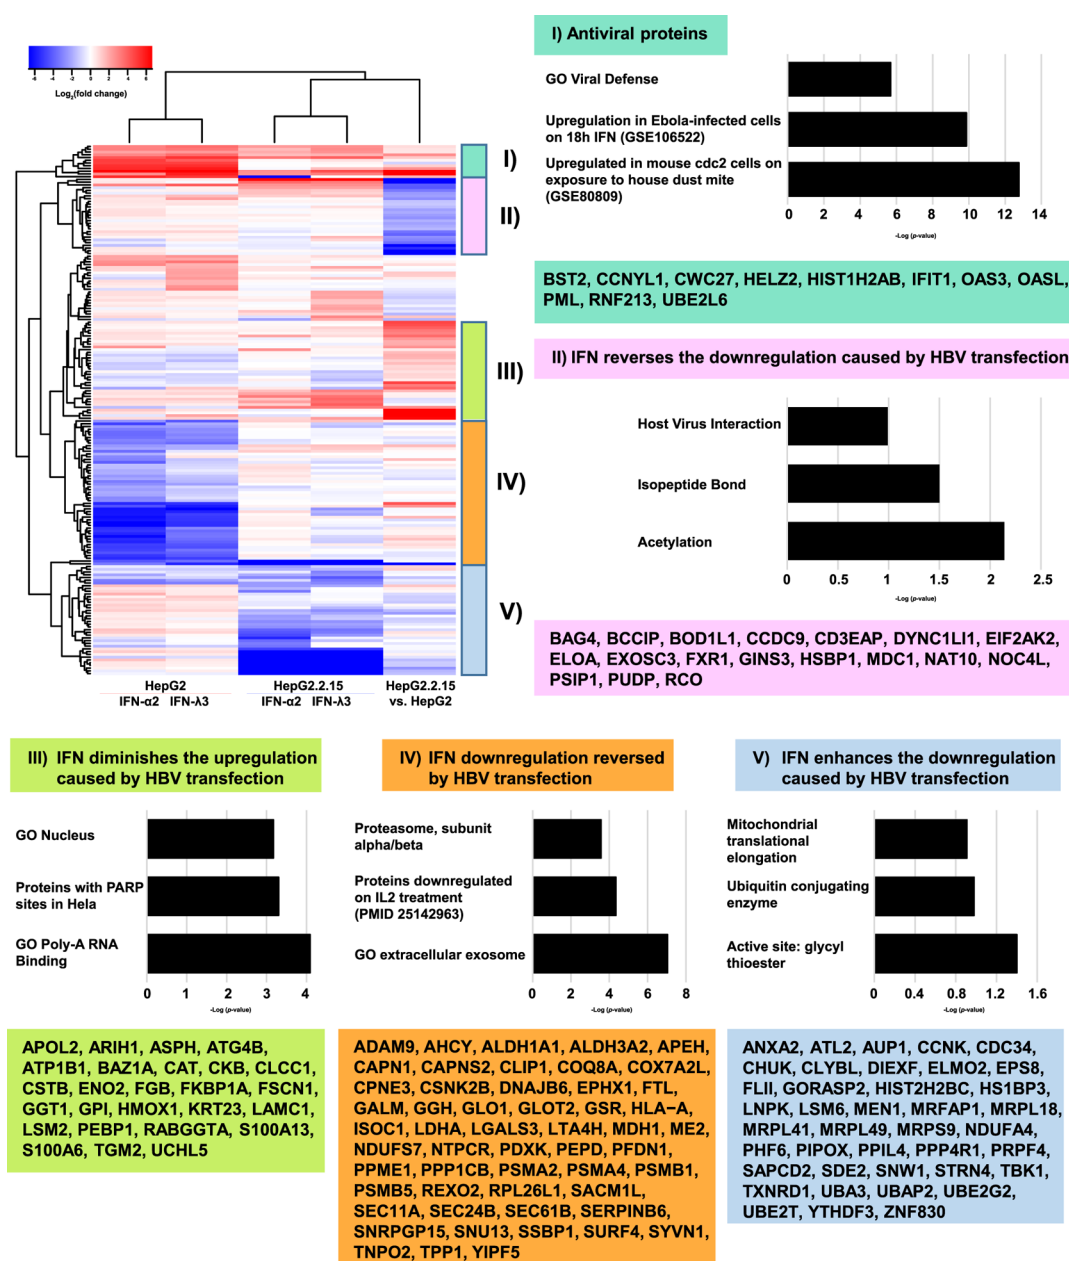 -6 -4 -2 0 2 4 6
Log2(fold change)
I)
II)
III)
IV)
V)
HepG2
HepG2.2.15
HepG2.2.15
IFN-α2 IFN-λ3
IFN-α2 IFN-λ3
vs. HepG2
I) Antiviral proteins
GO Viral Defense
Upregulation in Ebola-infected cells
on 18h IFN (GSE106522)
Upregulated in mouse cdc2 cells on
exposure to house dust mite
(GSE80809)
0 2 4 6 8 10 12 14
-Log (p-value)
BST2, CCNYL1, CWC27, HELZ2, HIST1H2AB, IFIT1, OAS3, OASL,
PML, RNF213, UBE2L6
II) IFN reverses the downregulation caused by HBV transfection
Host Virus Interaction
Isopeptide Bond
Acetylation
0 0.5 1 1.5 2 2.5
-Log (p-value)
BAG4, BCCIP, BOD1L1, CCDC9, CD3EAP, DYNC1LI1, EIF2AK2,
ELOA, EXOSC3, FXR1, GINS3, HSBP1, MDC1, NAT10, NOC4L,
PSIP1, PUDP, RCO
III) IFN diminishes the upregulation
caused by HBV transfection
GO Nucleus
Proteins with PARP
sites in Hela
GO Poly-A RNA
Binding
0 1 2 3 4
-Log (p-value)
APOL2, ARIH1, ASPH, ATG4B,
ATP1B1, BAZ1A, CAT, CKB, CLCC1,
CSTB, ENO2, FGB, FKBP1A, FSCN1,
GGT1, GPI, HMOX1, KRT23, LAMC1,
LSM2, PEBP1, RABGGTA, S100A13,
S100A6, TGM2, UCHL5
IV) IFN downregulation reversed
by HBV transfection
Proteasome, subunit
alpha/beta
Proteins downregulated
on IL2 treatment
(PMID 25142963)
GO extracellular exosome
0 2 4 6 8
-Log (p-value)
ADAM9, AHCY, ALDH1A1, ALDH3A2, APEH,
CAPN1, CAPNS2, CLIP1, COQ8A, COX7A2L,
CPNE3, CSNK2B, DNAJB6, EPHX1, FTL,
GALM, GGH, GLO1, GLOT2, GSR, HLA−A,
ISOC1, LDHA, LGALS3, LTA4H, MDH1, ME2,
NDUFS7, NTPCR, PDXK, PEPD, PFDN1,
PPME1, PPP1CB, PSMA2, PSMA4, PSMB1,
PSMB5, REXO2, RPL26L1, SACM1L,
SEC11A, SEC24B, SEC61B, SERPINB6,
SNRPGP15, SNU13, SSBP1, SURF4, SYVN1,
TNPO2, TPP1, YIPF5
V) IFN enhances the downregulation
caused by HBV transfection
Mitochondrial
translational
elongation
Ubiquitin conjugating
enzyme
Active site: glycyl
thioester
0 0.4 0.8 1.2 1.6
-Log (p-value)
ANXA2, ATL2, AUP1, CCNK, CDC34,
CHUK, CLYBL, DIEXF, ELMO2, EPS8,
FLII, GORASP2, HIST2H2BC, HS1BP3,
LNPK, LSM6, MEN1, MRFAP1, MRPL18,
MRPL41, MRPL49, MRPS9, NDUFA4,
PHF6, PIPOX, PPIL4, PPP4R1, PRPF4,
SAPCD2, SDE2, SNW1, STRN4, TBK1,
TXNRD1, UBA3, UBAP2, UBE2G2,
UBE2T, YTHDF3, ZNF830